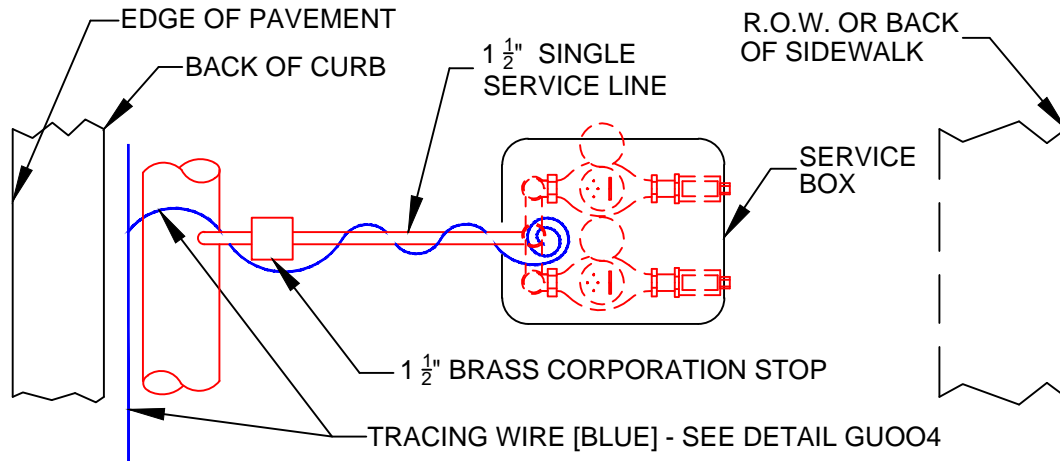 EDGE OF PAVEMENT
BACK OF CURB
1 1/2" SINGLE
SERVICE LINE
R.O.W. OR BACK
OF SIDEWALK
SERVICE
BOX
1 1/2" BRASS CORPORATION STOP
TRACING WIRE [BLUE] - SEE DETAIL GUOO4